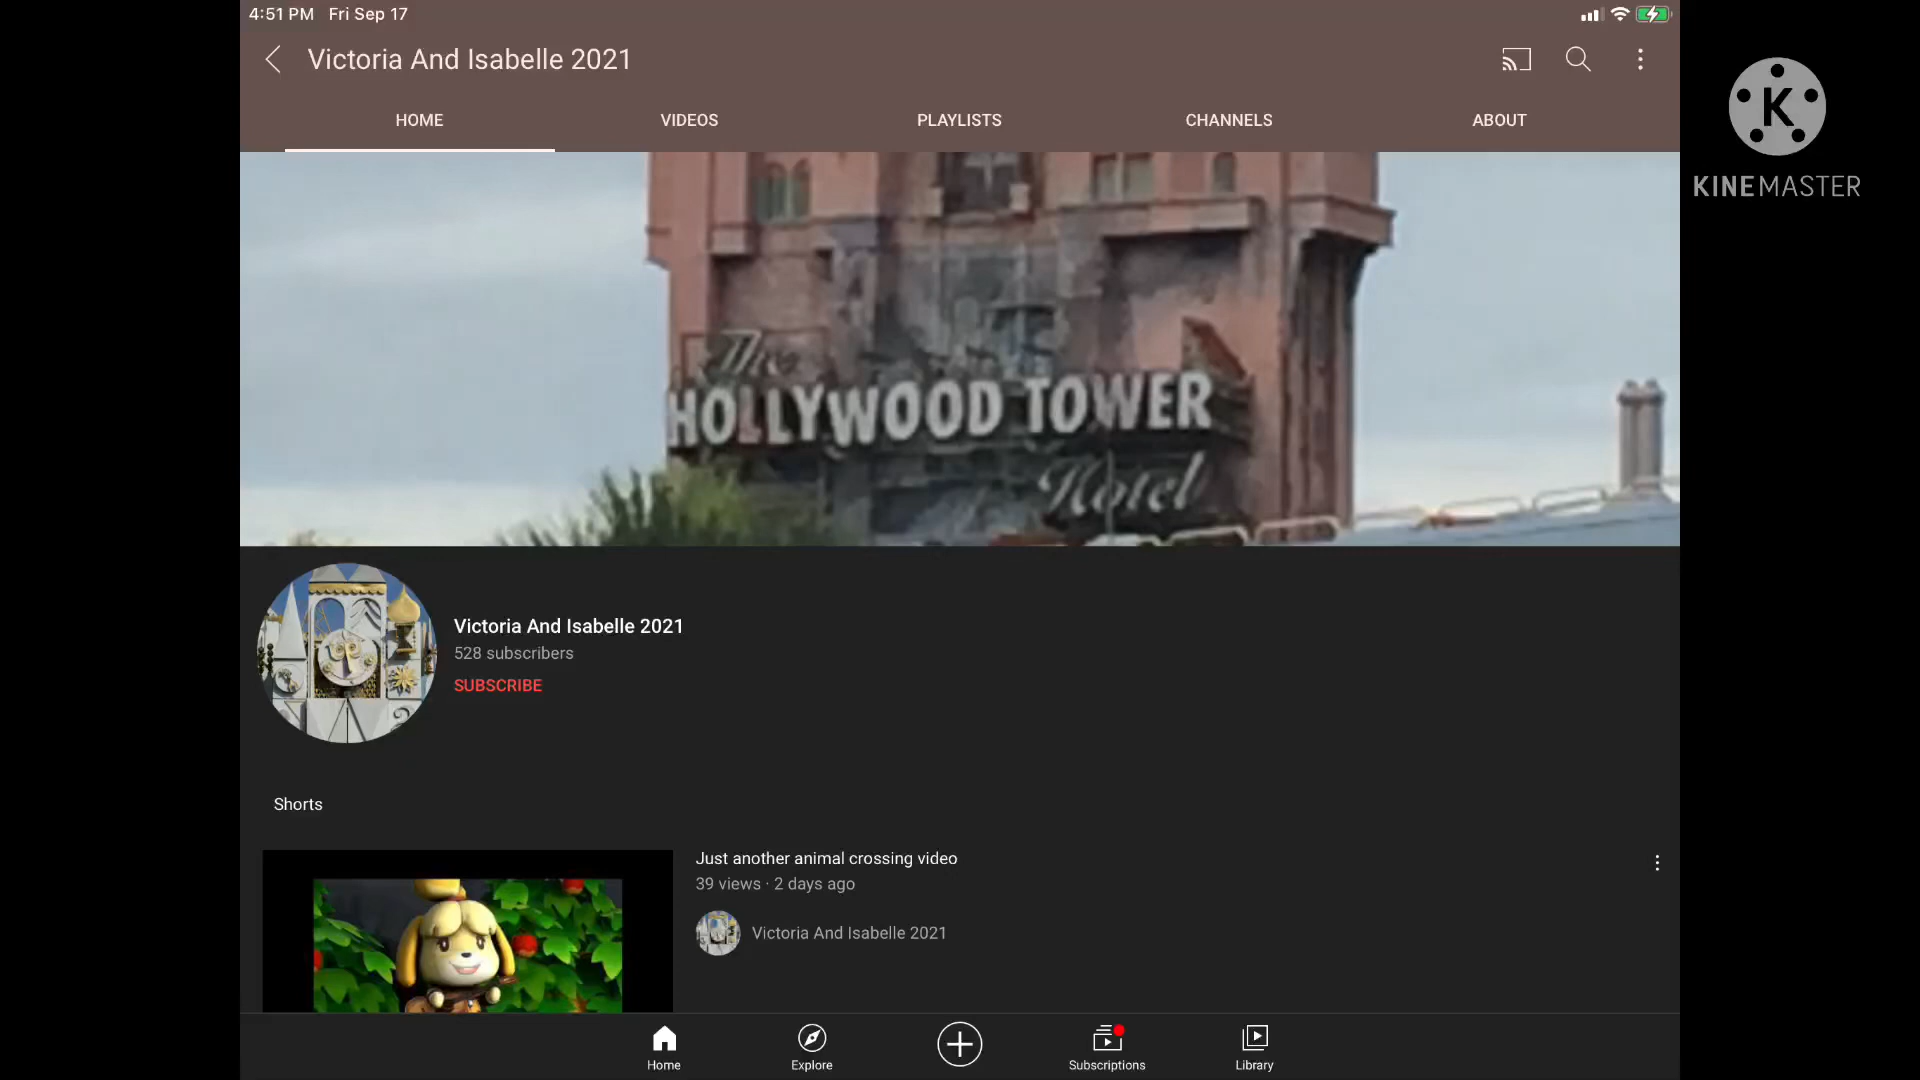 4:51 PM Fri Sep 17
Victoria And Isabelle 2021
HOME VIDEOS PLAYLISTS CHANNELS ABOUT
KINEMASTER
The
HOLLYWOOD TOWER
Hotel
Victoria And Isabelle 2021
528 subscribers
SUBSCRIBE
Shorts
Just another animal crossing video
39 views · 2 days ago
Victoria And Isabelle 2021
Home Explore Subscriptions Library